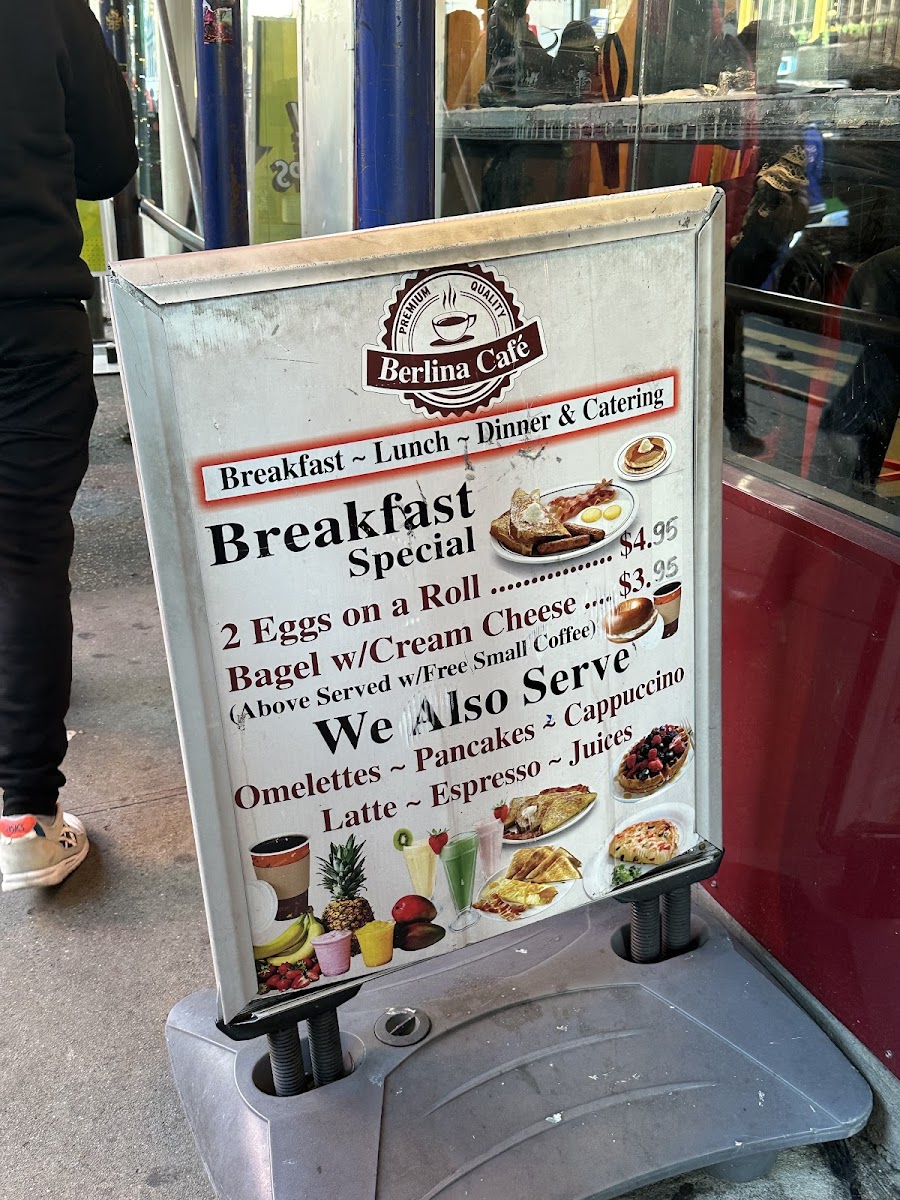 PREMIUM QUALITY
Berlina Café
Breakfast ~ Lunch ~ Dinner & Catering
Breakfast
Special
2 Eggs on a Roll .............. $4.95
Bagel w/Cream Cheese .... $3.95
(Above Served w/Free Small Coffee)
We Also Serve
Omelettes ~ Pancakes ~ Cappuccino
Latte ~ Espresso ~ Juices